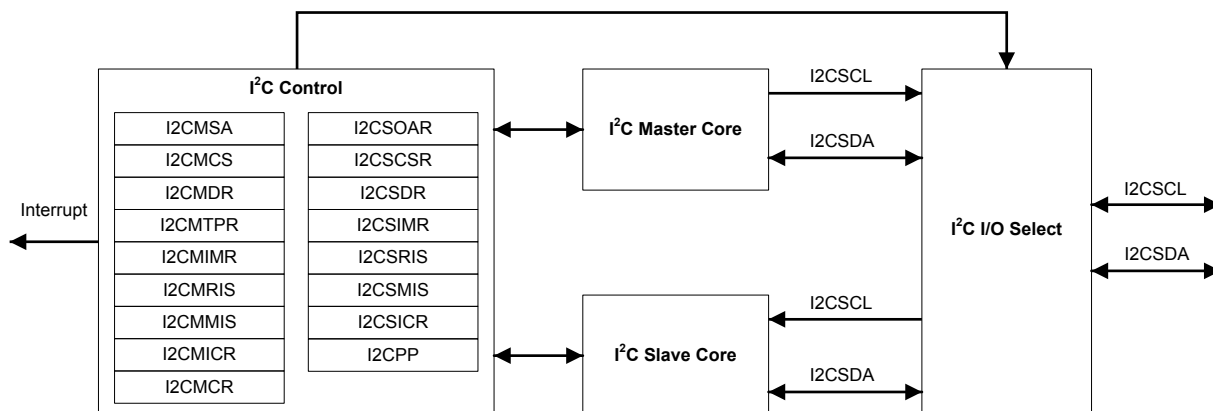 I²C Control
I2CMSA
I2CMCS
I2CMDR
I2CMTPR
I2CMIMR
I2CMRIS
I2CMMIS
I2CMICR
I2CMCR
I2CSOAR
I2CSCSR
I2CSDR
I2CSIMR
I2CSRIS
I2CSMIS
I2CSICR
I2CPP
Interrupt
I²C Master Core
I2CSCL
I2CSDA
I²C Slave Core
I2CSCL
I2CSDA
I²C I/O Select
I2CSCL
I2CSDA